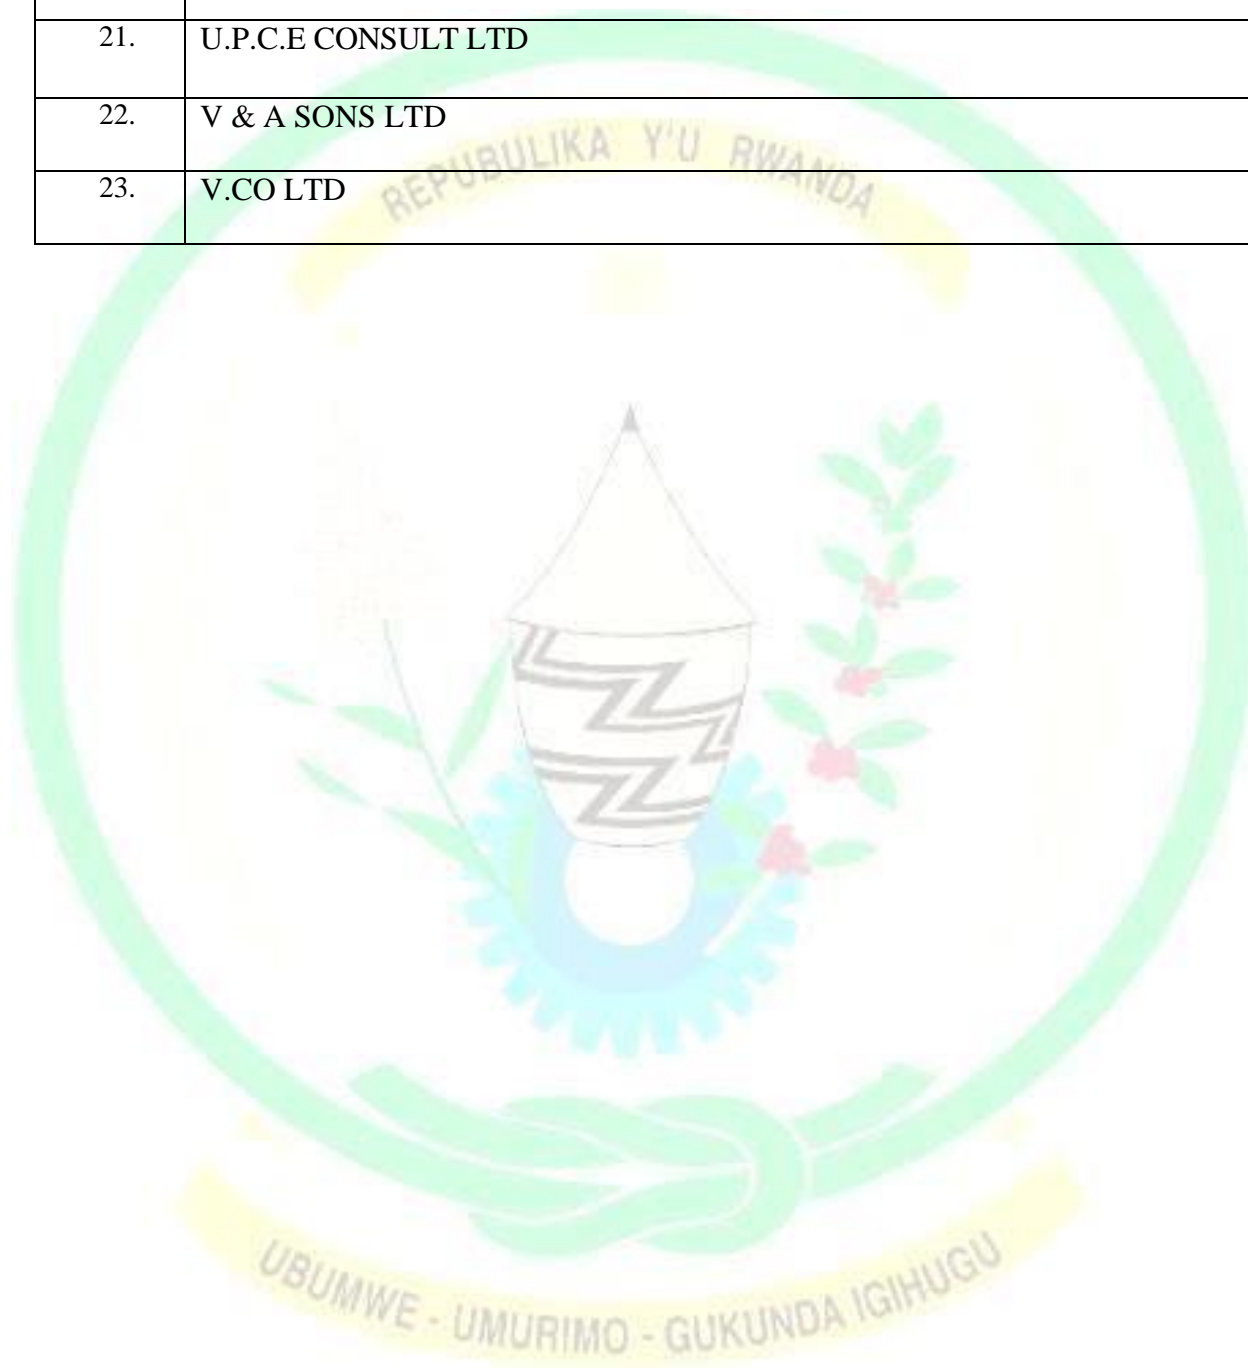 21. U.P.C.E CONSULT LTD
22. V & A SONS LTD
23. V.CO LTD
REPUBULIKA Y'U RWANDA
UBUMWE - UMURIMO - GUKUNDA IGIHUGU